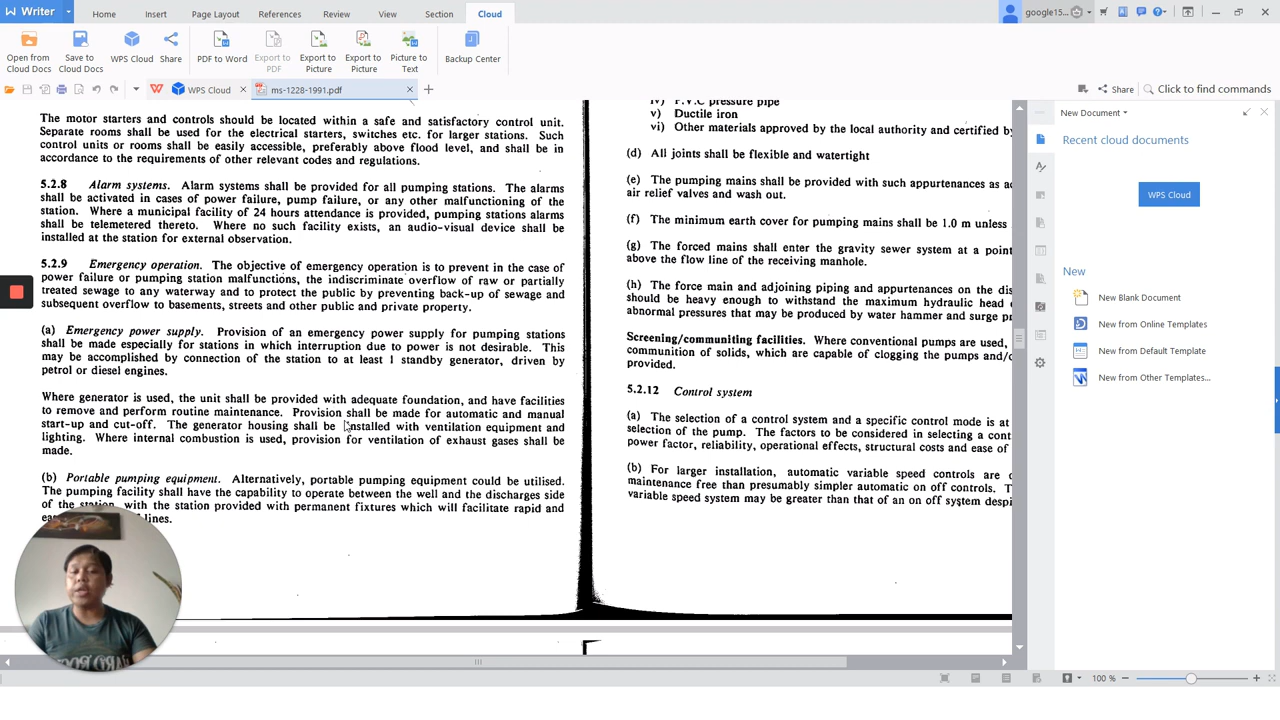 Writer
Home
Insert
Page Layout
References
Review
View
Section
Cloud
google15...
Open from
Cloud Docs
Save to
Cloud Docs
WPS Cloud
Share
PDF to Word
Export to
PDF
Export to
Picture
Export to
Picture
Picture to
Text
Backup Center
WPS Cloud
ms-1228-1991.pdf
Share
Click to find commands
The motor starters and controls should be located within a safe and satisfactory control unit.
Separate rooms shall be used for the electrical starters, switches etc. for larger stations. Such
control units or rooms shall be easily accessible, preferably above flood level, and shall be in
accordance to the requirements of other relevant codes and regulations.
5.2.8 Alarm systems. Alarm systems shall be provided for all pumping stations. The alarms
shall be activated in cases of power failure, pump failure, or any other malfunctioning of the
station. Where a municipal facility of 24 hours attendance is provided, pumping stations alarms
shall be telemetered thereto. Where no such facility exists, an audio-visual device shall be
installed at the station for external observation.
5.2.9 Emergency operation. The objective of emergency operation is to prevent in the case of
power failure or pumping station malfunctions, the indiscriminate overflow of raw or partially
treated sewage to any waterway and to protect the public by preventing back-up of sewage and
subsequent overflow to basements, streets and other public and private property.
(a) Emergency power supply. Provision of an emergency power supply for pumping stations
shall be made especially for stations in which interruption due to power is not desirable. This
may be accomplished by connection of the station to at least 1 standby generator, driven by
petrol or diesel engines.
Where generator is used, the unit shall be provided with adequate foundation, and have facilities
to remove and perform routine maintenance. Provision shall be made for automatic and manual
start-up and cut-off. The generator housing shall be installed with ventilation equipment and
lighting. Where internal combustion is used, provision for ventilation of exhaust gases shall be
made.
(b) Portable pumping equipment. Alternatively, portable pumping equipment could be utilised.
The pumping facility shall have the capability to operate between the well and the discharges side
of the station, with the station provided with permanent fixtures which will facilitate rapid and
lines.
iv) P.V.C pressure pipe
v) Ductile iron
vi) Other materials approved by the local authority and certified by
(d) All joints shall be flexible and watertight
(e) The pumping mains shall be provided with such appurtenances as
air relief valves and wash out.
(f) The minimum earth cover for pumping mains shall be 1.0 m unless
(g) The forced mains shall enter the gravity sewer system at a point
above the flow line of the receiving manhole.
(h) The force main and adjoining piping and appurtenances on the
should be heavy enough to withstand the maximum hydraulic head
abnormal pressures that may be produced by water hammer and surge
Screening/communiting facilities. Where conventional pumps are used,
communition of solids, which are capable of clogging the pumps
provided.
5.2.12 Control system
(a) The selection of a control system and a specific control mode is
selection of the pump. The factors to be considered in selecting a
power factor, reliability, operational effects, structural costs and ease of
(b) For larger installation, automatic variable speed controls are
maintenance free than presumably simpler automatic on off controls.
variable speed system may be greater than that of an on off system
New Document
Recent cloud documents
WPS Cloud
New
New Blank Document
New from Online Templates
New from Default Template
New from Other Templates...
100 %